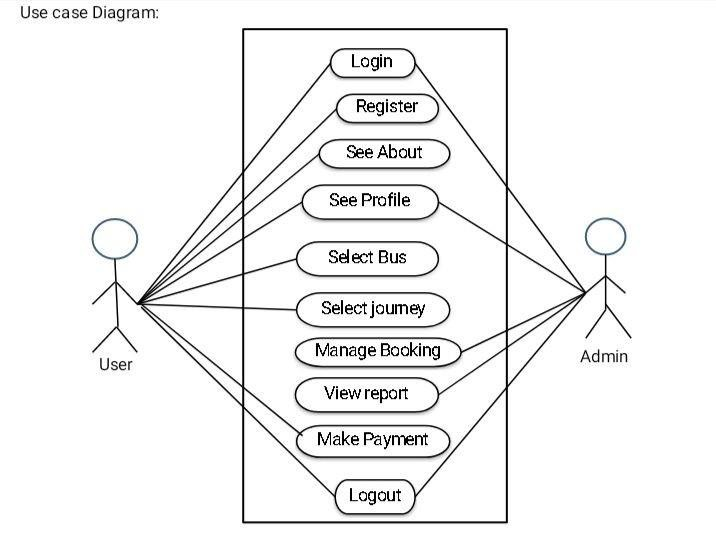 Use case Diagram:
Login
Register
See About
See Profile
Select Bus
Select journey
Manage Booking
View report
Make Payment
Logout
User
Admin